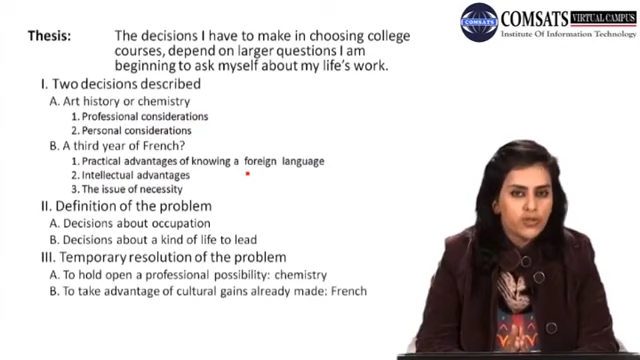 COMSATS VIRTUAL CAMPUS
Institute Of Information Technology
Thesis: The decisions I have to make in choosing college
courses, depend on larger questions I am
beginning to ask myself about my life's work.
I. Two decisions described
A. Art history or chemistry
1. Professional considerations
2. Personal considerations
B. A third year of French?
1. Practical advantages of knowing a foreign language
2. Intellectual advantages
3. The issue of necessity
II. Definition of the problem
A. Decisions about occupation
B. Decisions about a kind of life to lead
III. Temporary resolution of the problem
A. To hold open a professional possibility: chemistry
B. To take advantage of cultural gains already made: French